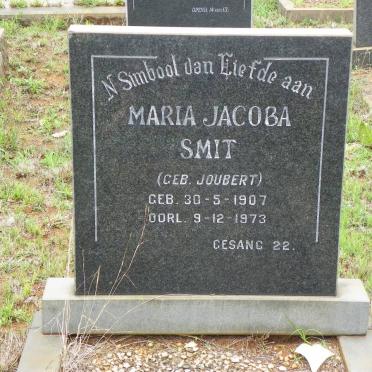 'N Simbool van Liefde aan
MARIA JACOBA
SMIT
(GEB. JOUBERT)
GEB. 30-5-1907
OORL. 9-12-1973
GESANG 22.